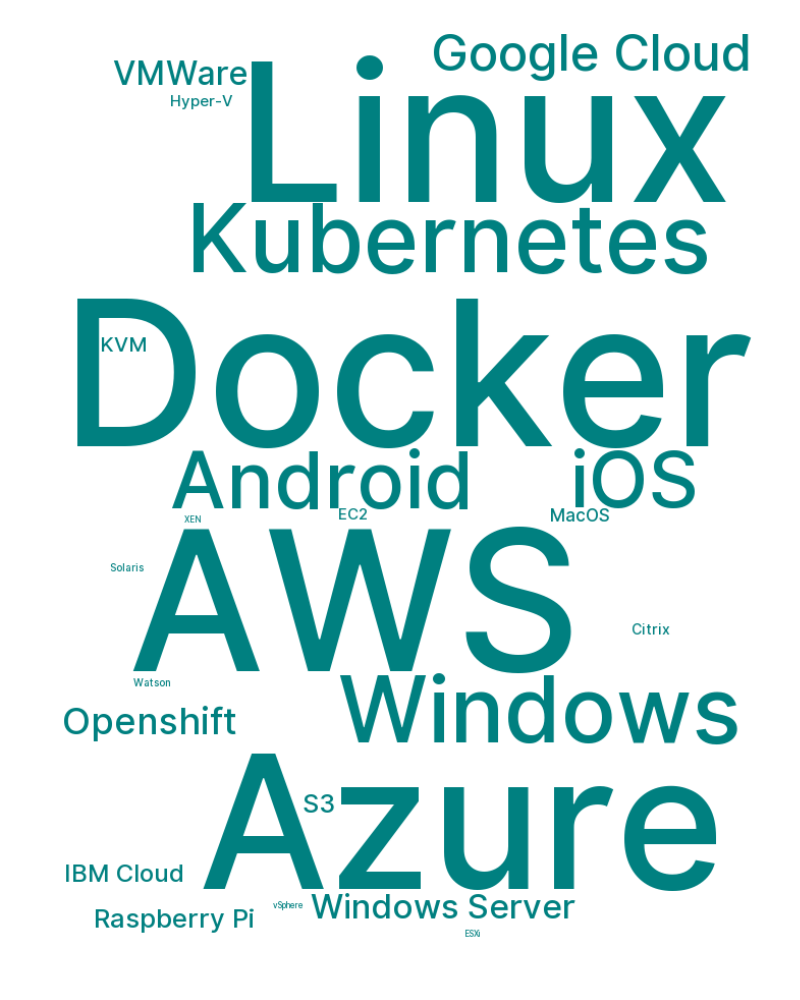 Google Cloud
VMWare
Hyper-V
Linux
Kubernetes
Docker
KVM
Android
iOS
XEN
EC2
MacOS
AWS
Solaris
Citrix
Watson
Windows
Openshift
Azure
S3
IBM Cloud
vSphere
Windows Server
Raspberry Pi
ESXi